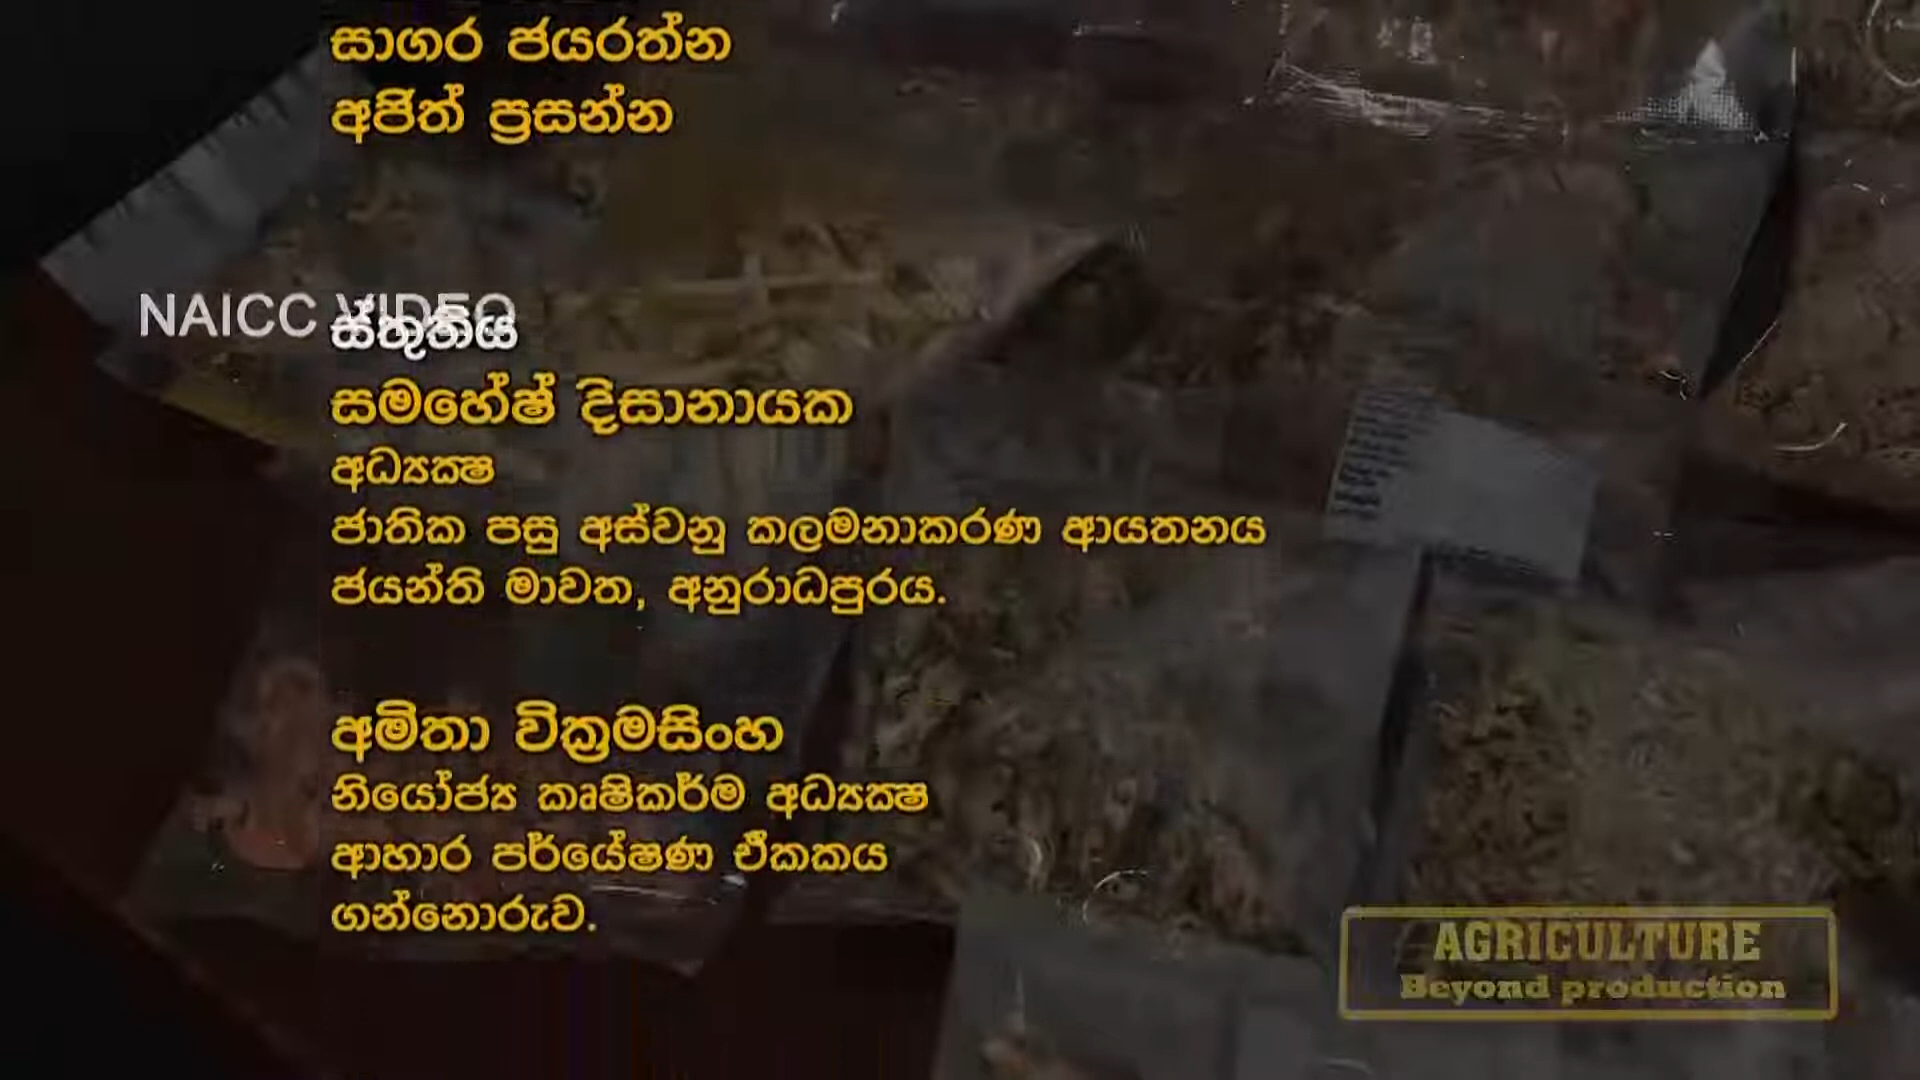 සාගර ජයරත්න
අජිත් ප්‍රසන්න
NAICC VIDEO
ස්තුතිය
සමහේෂ් දිසානායක
අධ්‍යක්ෂ
ජාතික පසු අස්වනු කලමනාකරණ ආයතනය
ජයන්ති මාවත, අනුරාධපුරය.
අමිතා වික්‍රමසිංහ
නියෝජ්‍ය කෘෂිකර්ම අධ්‍යක්ෂ
ආහාර පර්යේෂණ ඒකකය
ගන්නොරුව.
AGRICULTURE
Beyond production